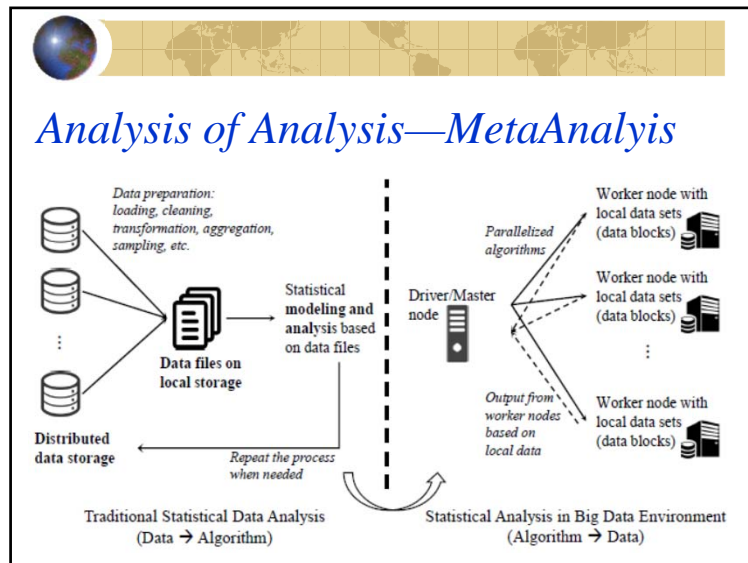 Analysis of Analysis—MetaAnalyis
Data preparation:
loading, cleaning,
transformation, aggregation,
sampling, etc.
Data files on
local storage
Statistical
modeling and
analysis based
on data files
Distributed
data storage
Repeat the process
when needed
Traditional Statistical Data Analysis
(Data → Algorithm)
Driver/Master
node
Parallelized
algorithms
Output from
worker nodes
based on
local data
Worker node with
local data sets
(data blocks)
Worker node with
local data sets
(data blocks)
Worker node with
local data sets
(data blocks)
Statistical Analysis in Big Data Environment
(Algorithm → Data)